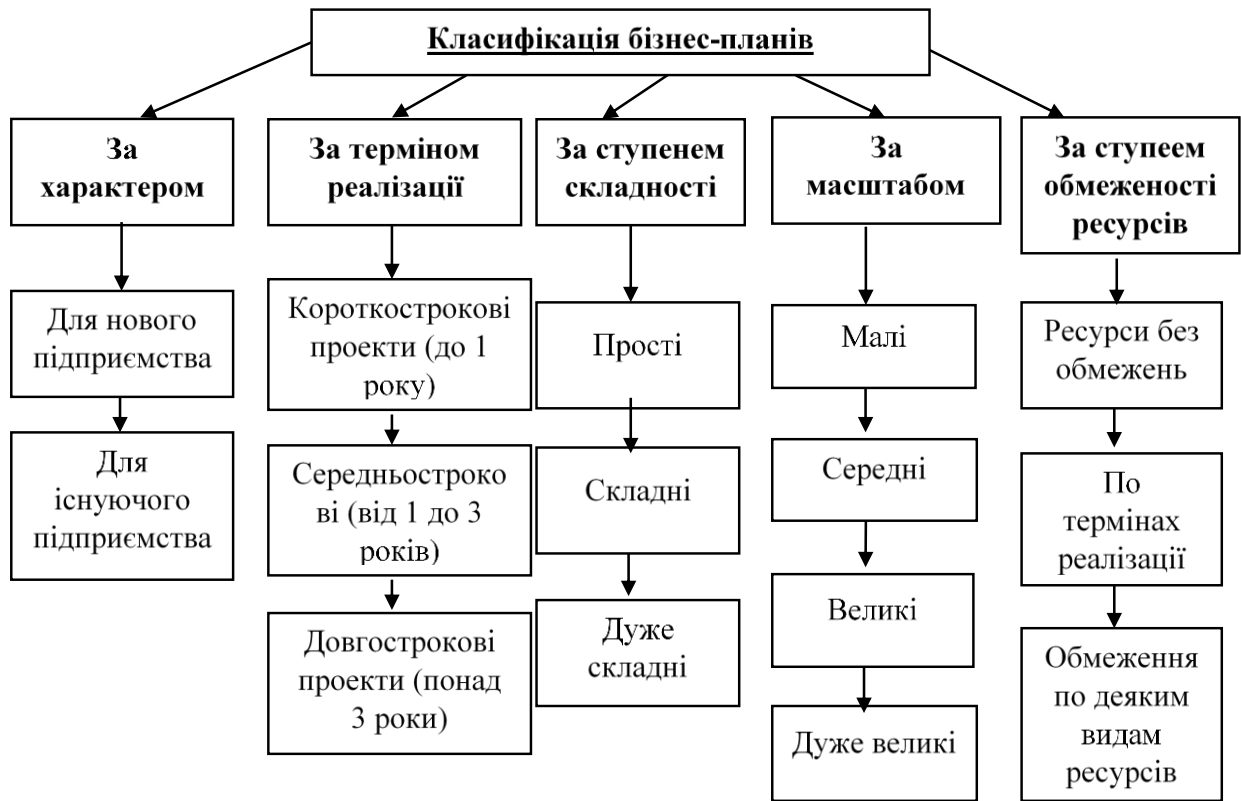 Класифікація бізнес-планів
За
характером
За терміном
реалізації
За ступенем
складності
За
масштабом
За ступеем
обмеженості
ресурсів
Для нового
підприємства
Для
існуючого
підприємства
Короткострокові
проекти (до 1
року)
Середньостроко
ві (від 1 до 3
років)
Довгострокові
проекти (понад
3 роки)
Прості
Складні
Дуже
складні
Малі
Середні
Великі
Дуже великі
Ресурси без
обмежень
По
термінах
реалізації
Обмеження
по деяким
видам
ресурсів